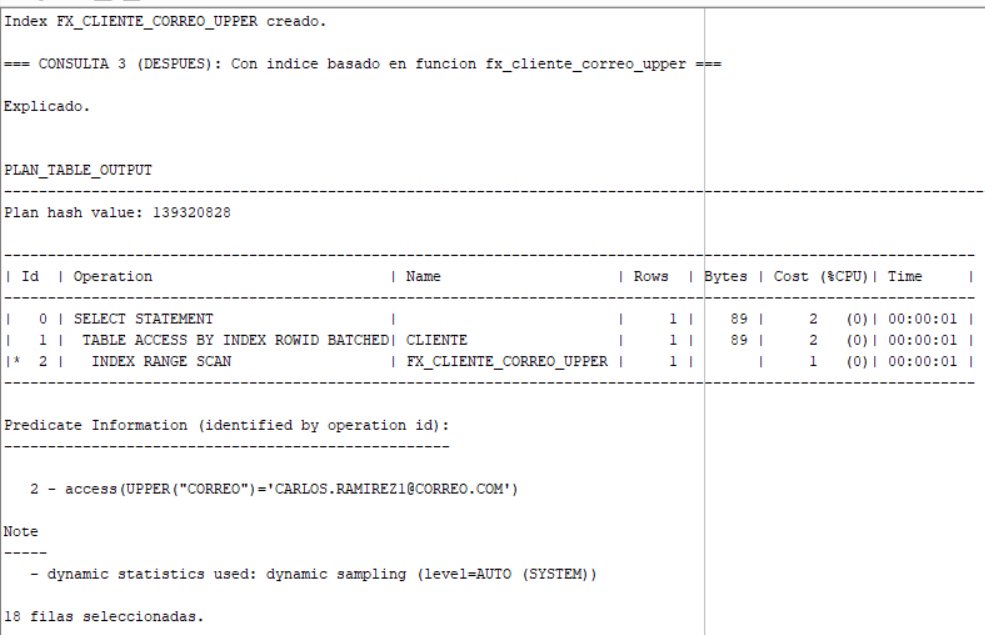 Index FX_CLIENTE_CORREO_UPPER creado.
=== CONSULTA 3 (DESPUES): Con indice basado en funcion fx_cliente_correo_upper ===
Explicado.
PLAN_TABLE_OUTPUT
--------------------------------------------------------------------------------
Plan hash value: 139320828
--------------------------------------------------------------------------------
| Id  | Operation                           | Name                    | Rows  | Bytes | Cost (%CPU)| Time     |
--------------------------------------------------------------------------------
|   0 | SELECT STATEMENT                    |                         |     1 |    89 |     2   (0)| 00:00:01 |
|   1 |  TABLE ACCESS BY INDEX ROWID BATCHED| CLIENTE                 |     1 |    89 |     2   (0)| 00:00:01 |
|*  2 |   INDEX RANGE SCAN                  | FX_CLIENTE_CORREO_UPPER |     1 |       |     1   (0)| 00:00:01 |
--------------------------------------------------------------------------------
Predicate Information (identified by operation id):
---------------------------------------------------
2 - access(UPPER("CORREO")='CARLOS.RAMIREZ1@CORREO.COM')
Note
-----
- dynamic statistics used: dynamic sampling (level=AUTO (SYSTEM))
18 filas seleccionadas.